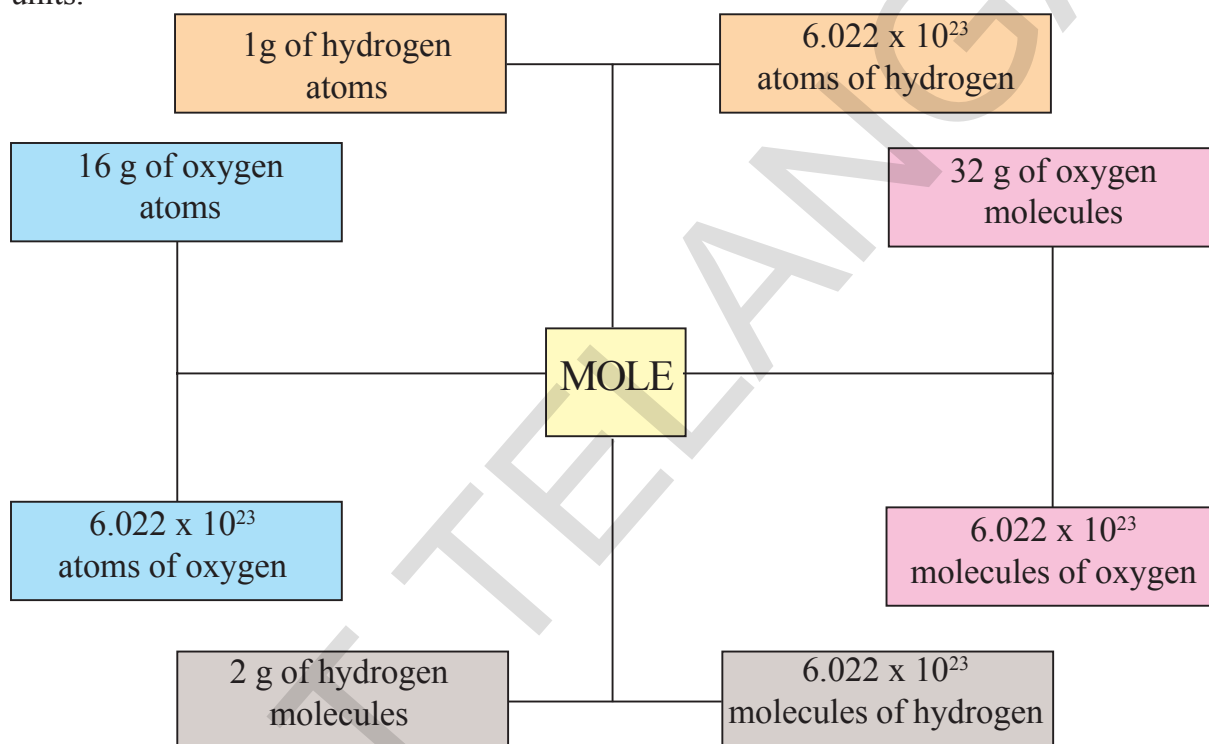 units.
1g of hydrogen
atoms
6.022 x 10²³
atoms of hydrogen
16 g of oxygen
atoms
32 g of oxygen
molecules
MOLE
6.022 x 10²³
atoms of oxygen
6.022 x 10²³
molecules of oxygen
2 g of hydrogen
molecules
6.022 x 10²³
molecules of hydrogen
T TELANGA